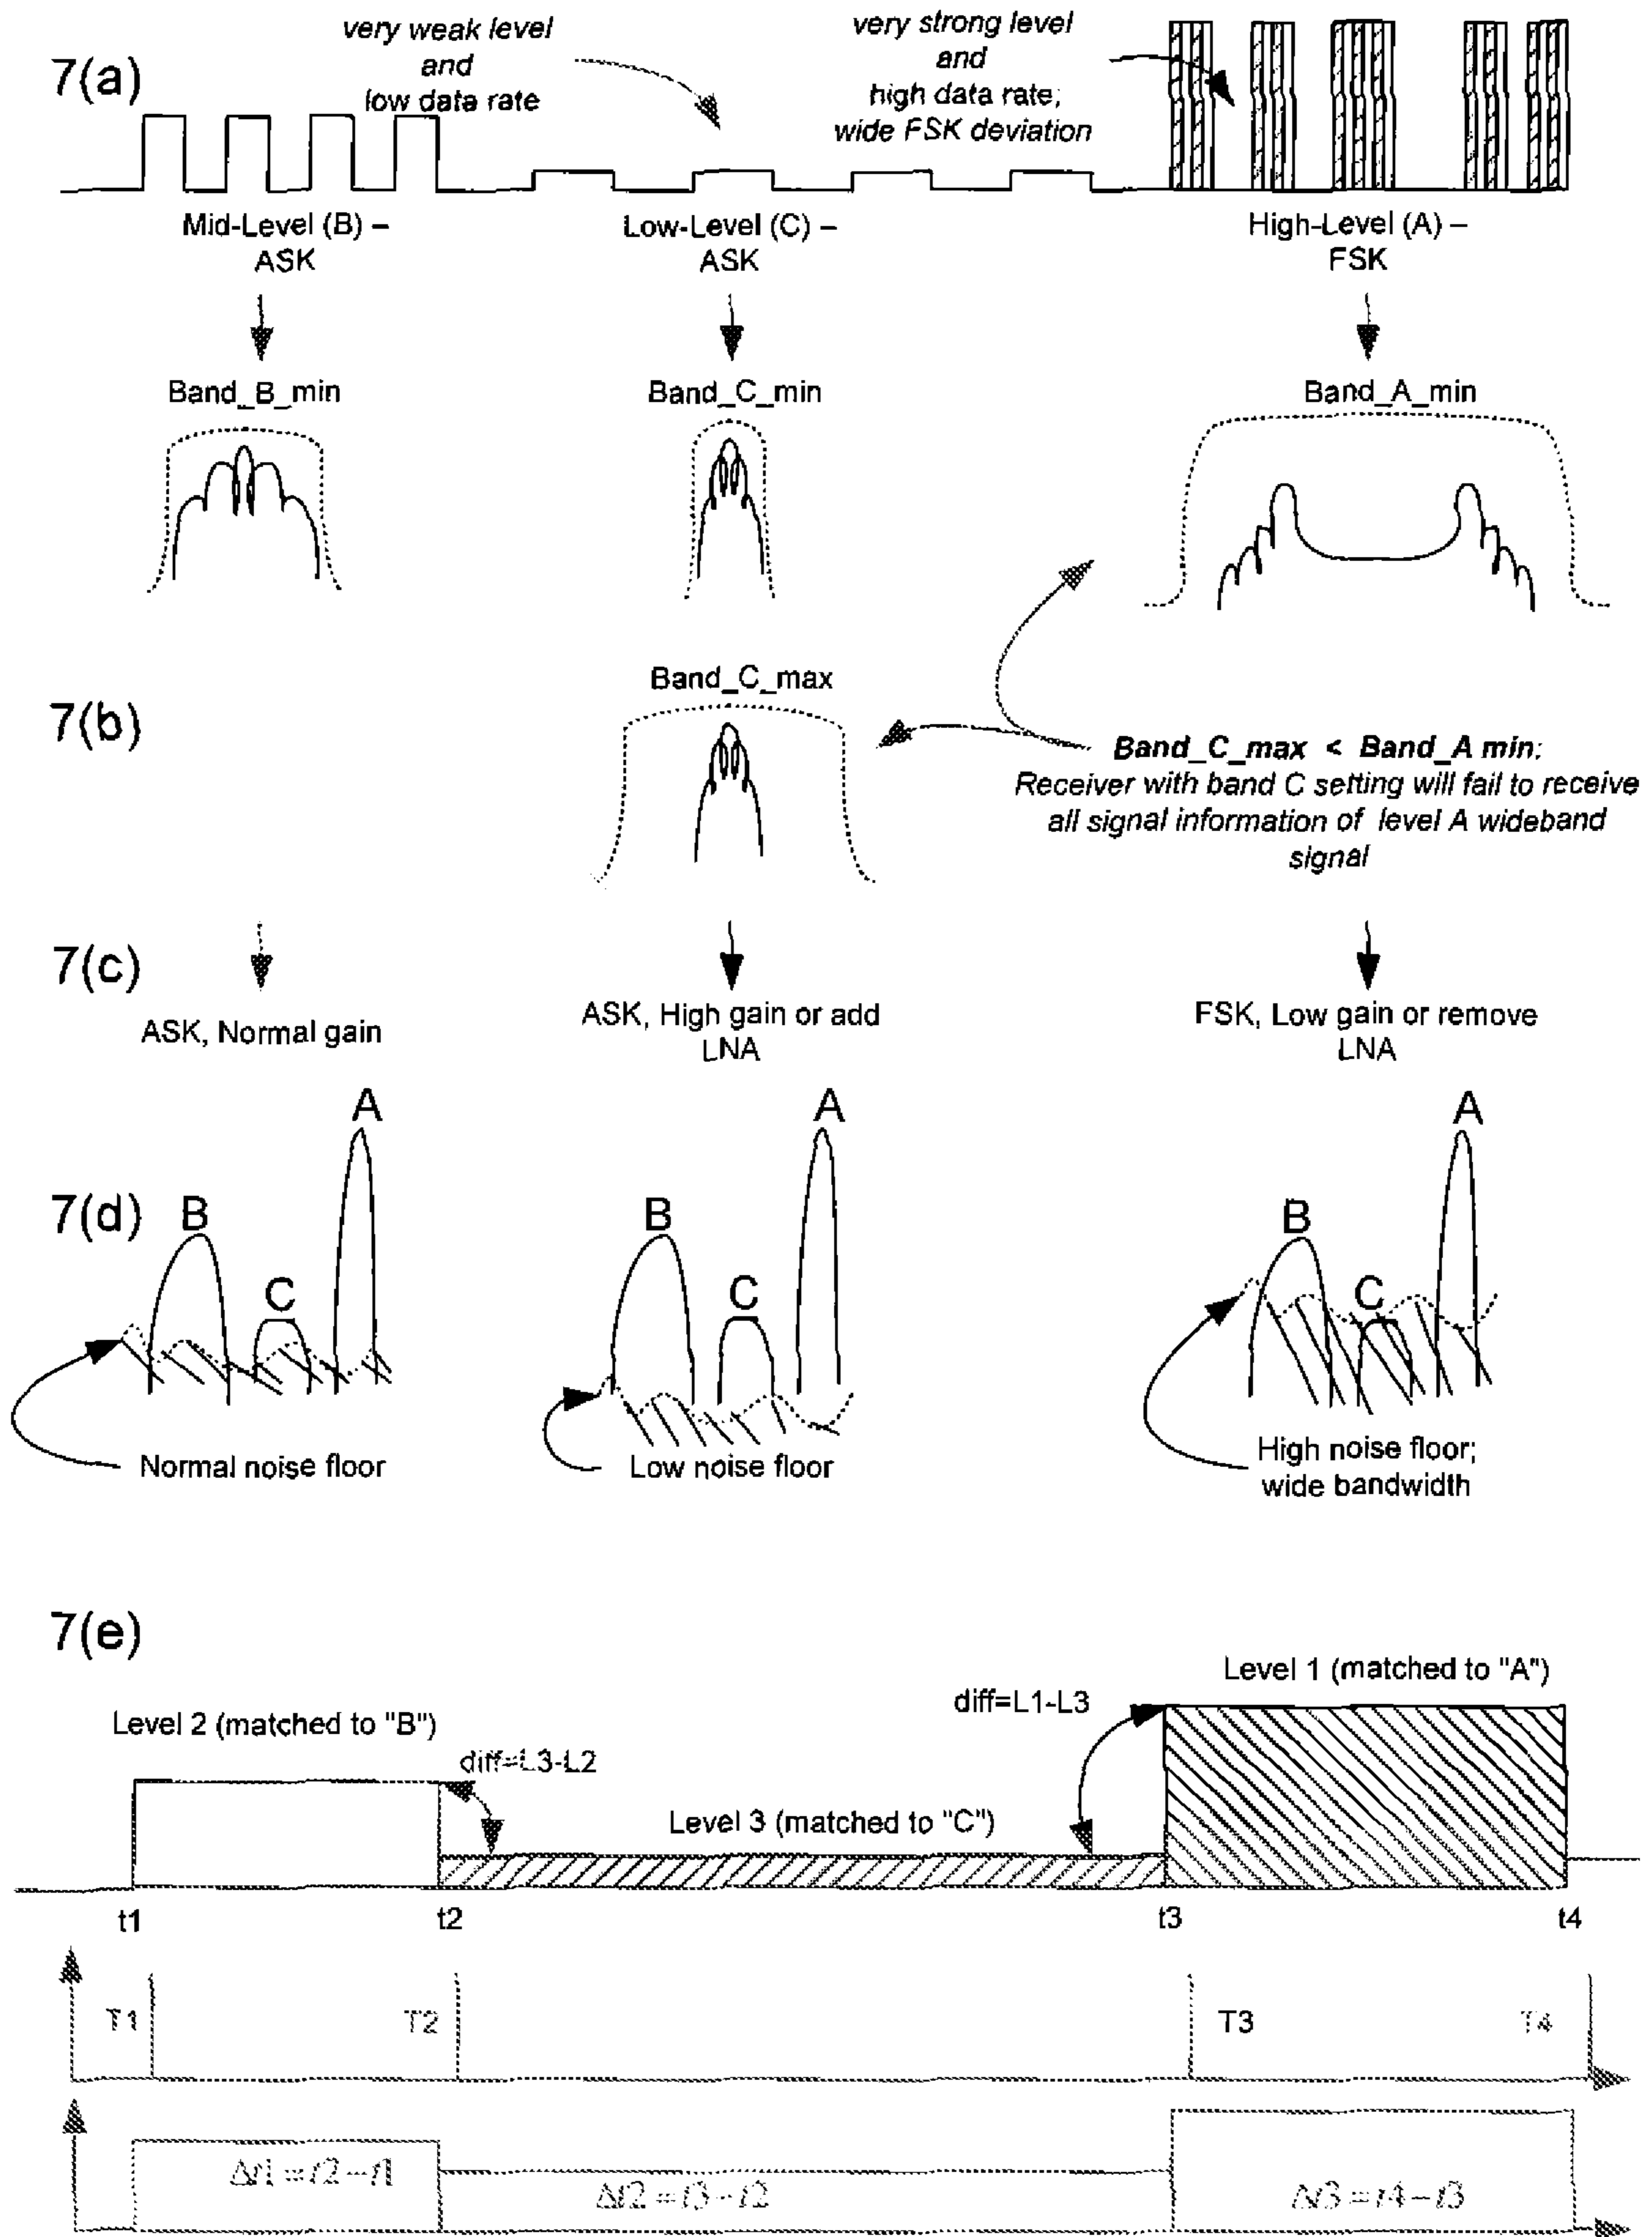 7(a)
very weak level
and
low data rate
very strong level
and
high data rate;
wide FSK deviation
Mid-Level (B) –
ASK
Low-Level (C) –
ASK
High-Level (A) –
FSK
Band_B_min
Band_C_min
Band_A_min
7(b)
Band_C_max
Band_C_max < Band_A min:
Receiver with band C setting will fail to receive
all signal information of level A wideband
signal
7(c)
ASK, Normal gain
ASK, High gain or add
LNA
FSK, Low gain or remove
LNA
7(d)
B
C
A
B
C
A
B
C
A
Normal noise floor
Low noise floor
High noise floor;
wide bandwidth
7(e)
Level 2 (matched to "B")
diff=L3-L2
Level 3 (matched to "C")
diff=L1-L3
Level 1 (matched to "A")
t1
t2
t3
t4
T1
T2
T3
T4
Δt1 = t2 – t1
Δt2 = t3 – t2
Δt3 = t4 – t3